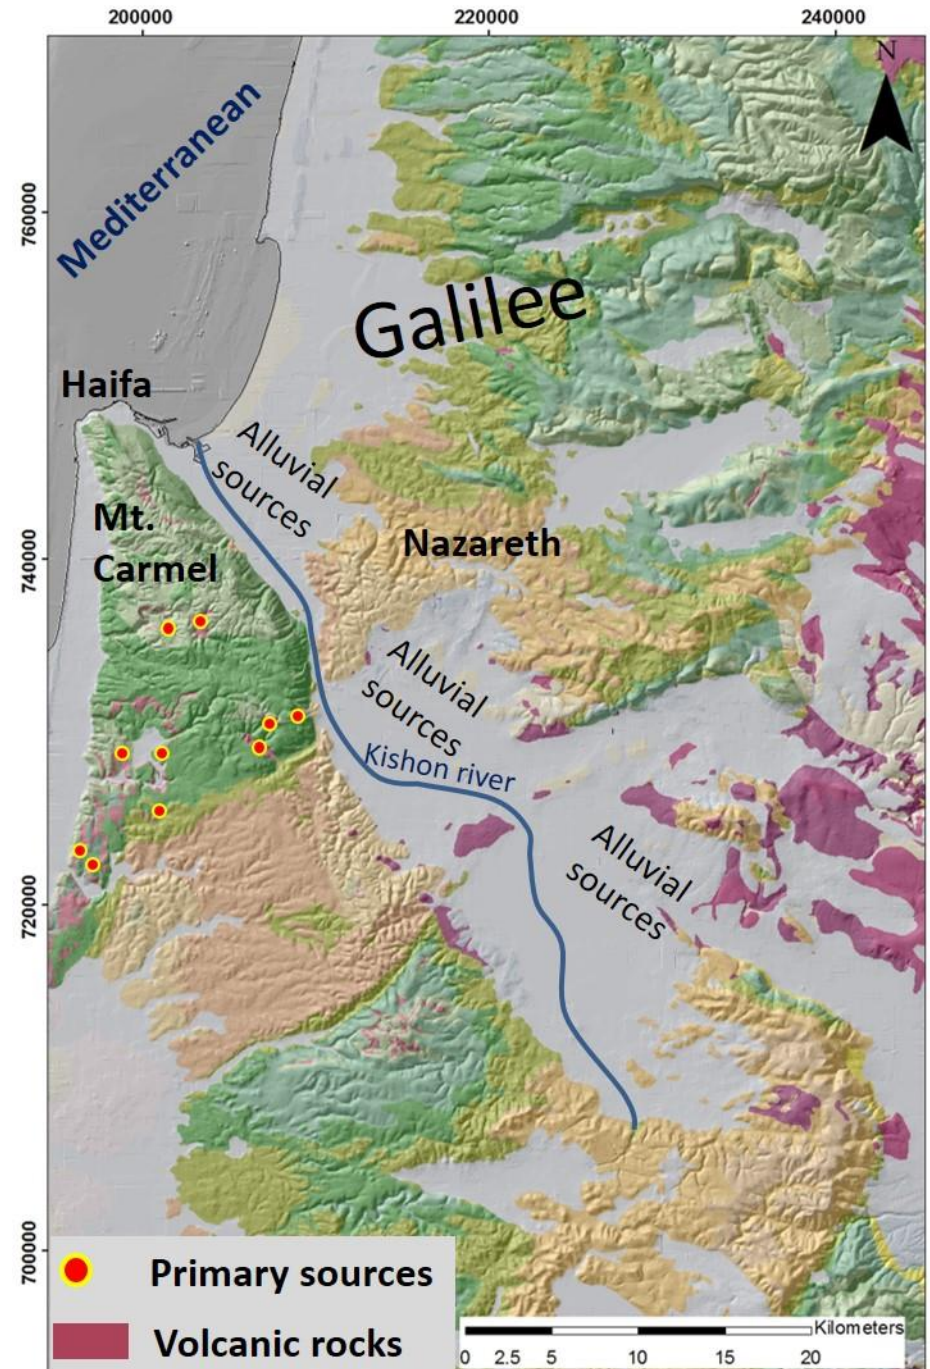 200000 220000 240000
N
Mediterranean
760000
Galilee
Haifa
Alluvial
sources
Mt.
Carmel
Nazareth
740000
Alluvial
sources
Kishon river
Alluvial
sources
720000
700000
Primary sources
Volcanic rocks
Kilometers
0 2.5 5 10 15 20